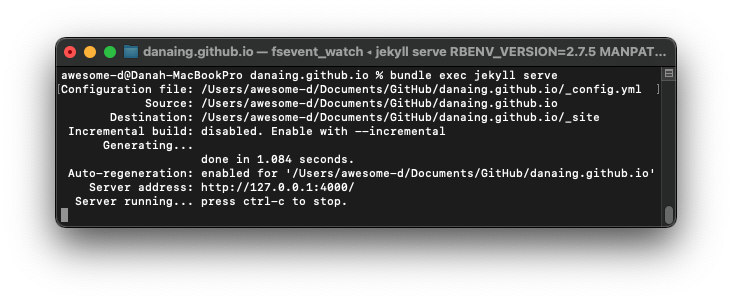 danaing.github.io — fsevent_watch ◂ jekyll serve RBENV_VERSION=2.7.5 MANPAT...
awesome-d@Danah-MacBookPro danaing.github.io % bundle exec jekyll serve
[Configuration file: /Users/awesome-d/Documents/GitHub/danaing.github.io/_config.yml ]
Source: /Users/awesome-d/Documents/GitHub/danaing.github.io
Destination: /Users/awesome-d/Documents/GitHub/danaing.github.io/_site
Incremental build: disabled. Enable with --incremental
Generating...
done in 1.084 seconds.
Auto-regeneration: enabled for '/Users/awesome-d/Documents/GitHub/danaing.github.io'
Server address: http://127.0.0.1:4000/
Server running... press ctrl-c to stop.